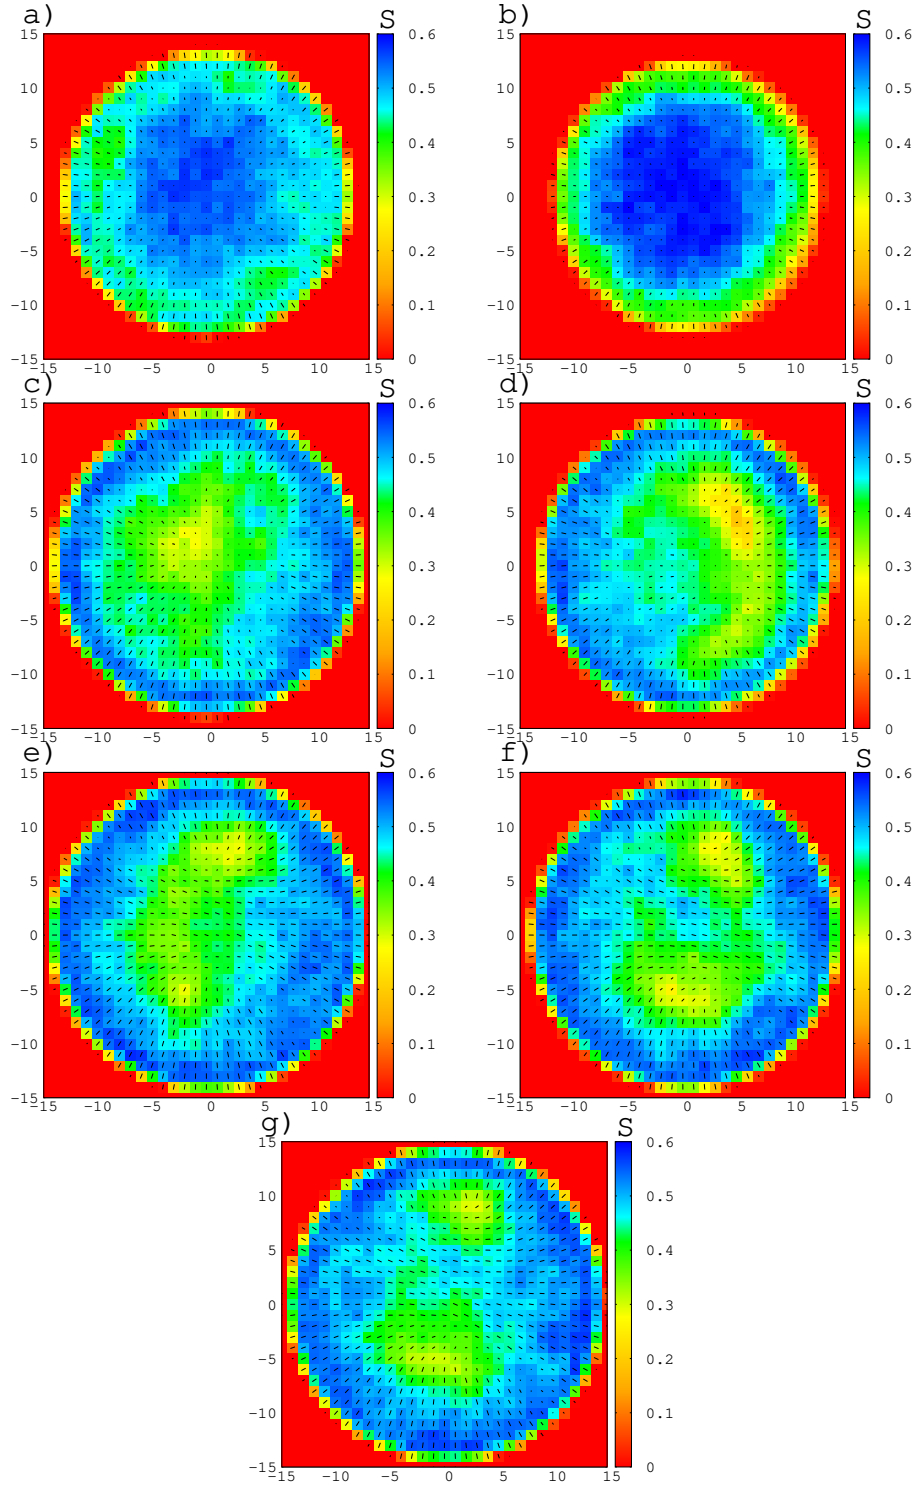 a) S b) S
15 0.6 15 0.6
10 0.5 10 0.5
5 0.4 5 0.4
0 0.3 0 0.3
−5 0.2 −5 0.2
−10 0.1 −10 0.1
−15 0 −15 0
−15 −10 −5 0 5 10 15 −15 −10 −5 0 5 10 15
c) S d) S
15 0.6 15 0.6
10 0.5 10 0.5
5 0.4 5 0.4
0 0.3 0 0.3
−5 0.2 −5 0.2
−10 0.1 −10 0.1
−15 0 −15 0
−15 −10 −5 0 5 10 15 −15 −10 −5 0 5 10 15
e) S f) S
15 0.6 15 0.6
10 0.5 10 0.5
5 0.4 5 0.4
0 0.3 0 0.3
−5 0.2 −5 0.2
−10 0.1 −10 0.1
−15 0 −15 0
−15 −10 −5 0 5 10 15 −15 −10 −5 0 5 10 15
g) S
15 0.6
10 0.5
5 0.4
0 0.3
−5 0.2
−10 0.1
−15 0
−15 −10 −5 0 5 10 15